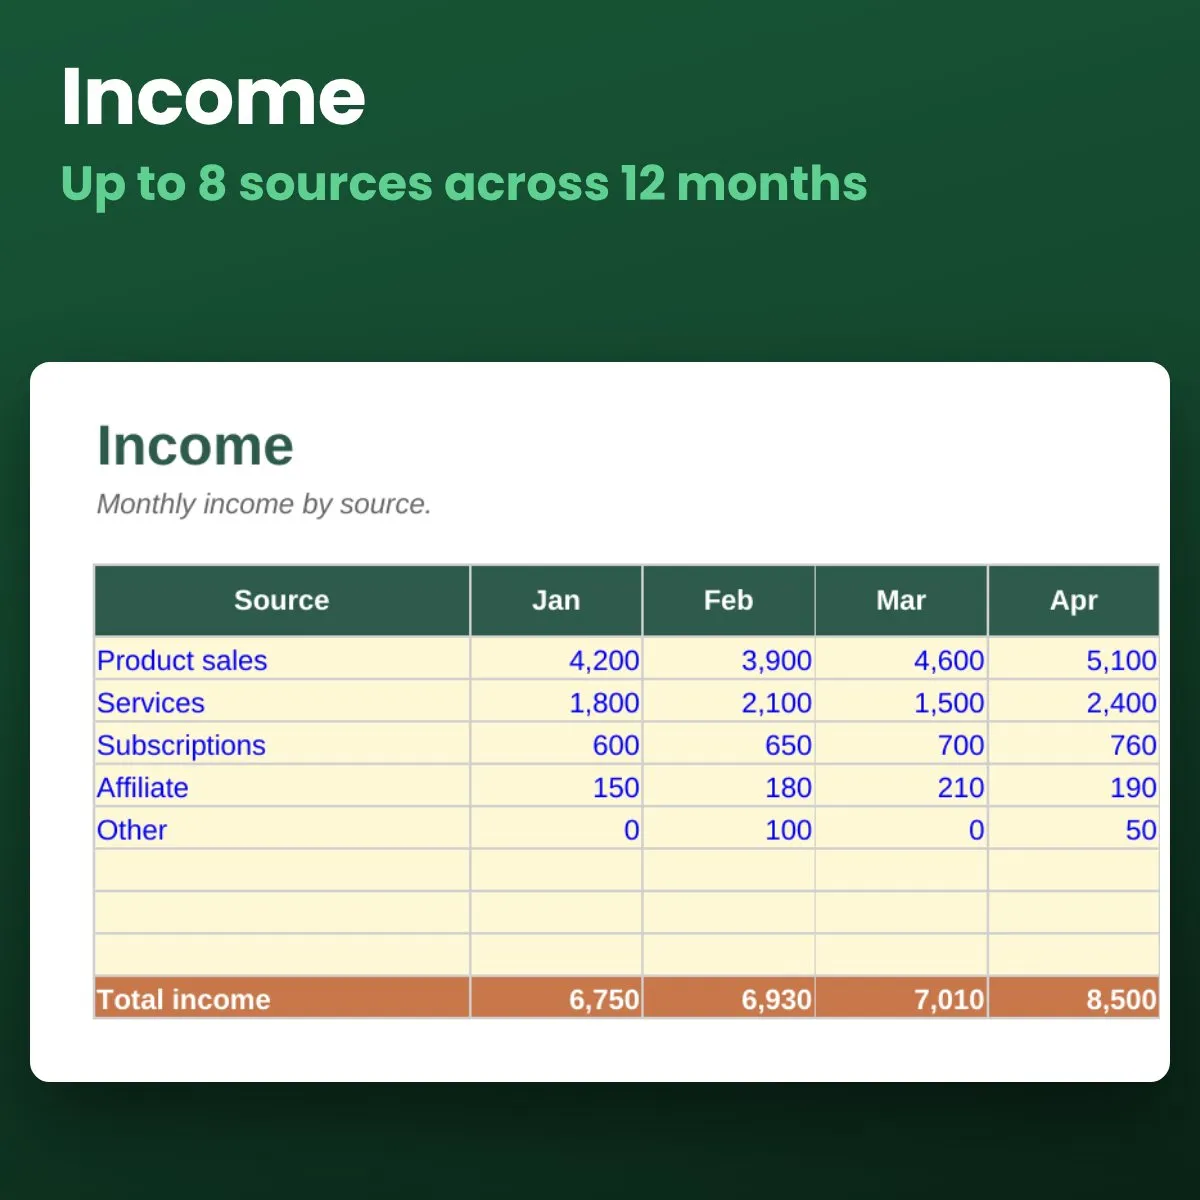 Income
Up to 8 sources across 12 months
Income
Monthly income by source.
Source Jan Feb Mar Apr
Product sales 4,200 3,900 4,600 5,100
Services 1,800 2,100 1,500 2,400
Subscriptions 600 650 700 760
Affiliate 150 180 210 190
Other 0 100 0 50
Total income 6,750 6,930 7,010 8,500